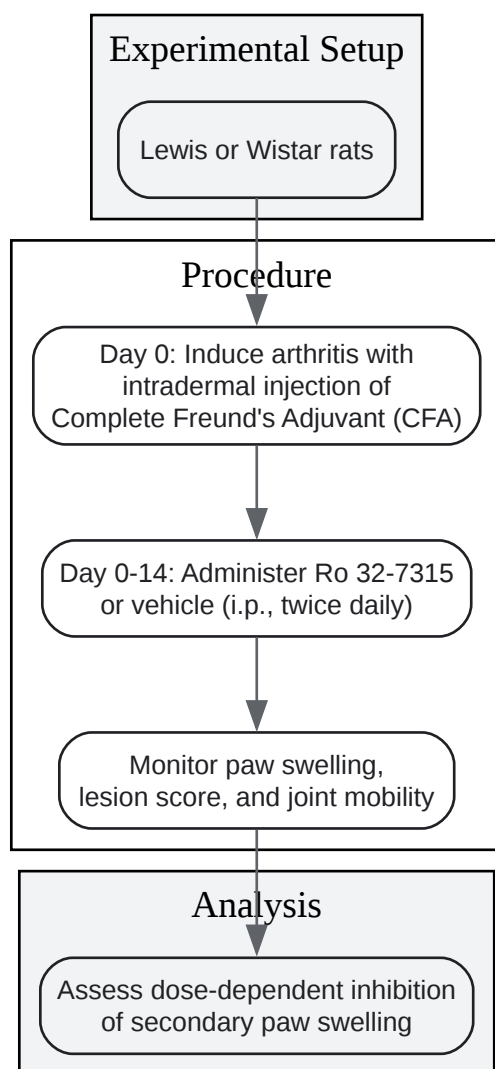 Experimental Setup
Lewis or Wistar rats
Procedure
Day 0: Induce arthritis with
intradermal injection of
Complete Freund's Adjuvant (CFA)
Day 0-14: Administer Ro 32-7315
or vehicle (i.p., twice daily)
Monitor paw swelling,
lesion score, and joint mobility
Analysis
Assess dose-dependent inhibition
of secondary paw swelling